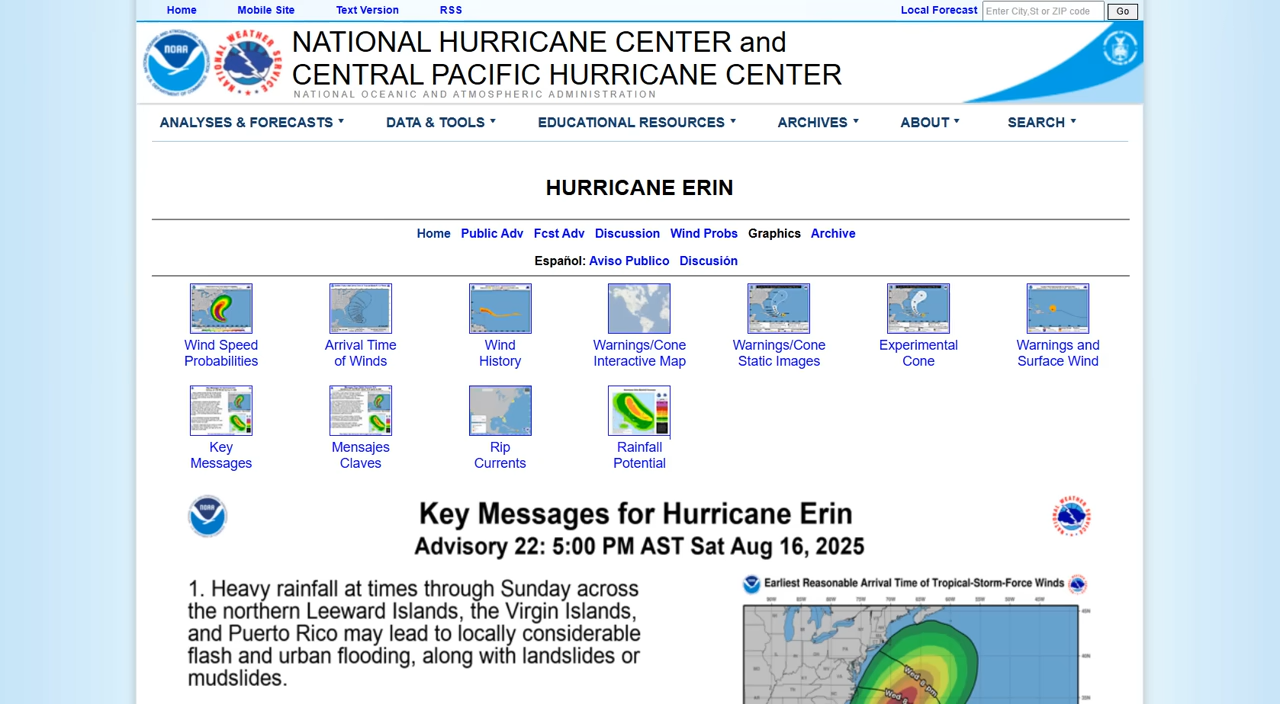 Home Mobile Site Text Version RSS Local Forecast Enter City,St or ZIP code Go
NATIONAL HURRICANE CENTER and
CENTRAL PACIFIC HURRICANE CENTER
NATIONAL OCEANIC AND ATMOSPHERIC ADMINISTRATION
ANALYSES & FORECASTS DATA & TOOLS EDUCATIONAL RESOURCES ARCHIVES ABOUT SEARCH
HURRICANE ERIN
Home Public Adv Fcst Adv Discussion Wind Probs Graphics Archive
Español: Aviso Publico Discusión
Wind Speed Arrival Time Wind Warnings/Cone Warnings/Cone Experimental Warnings and
Probabilities of Winds History Interactive Map Static Images Cone Surface Wind
Key Mensajes Rip Rainfall
Messages Claves Currents Potential
NOAA
Key Messages for Hurricane Erin
Advisory 22: 5:00 PM AST Sat Aug 16, 2025
1. Heavy rainfall at times through Sunday across
the northern Leeward Islands, the Virgin Islands,
and Puerto Rico may lead to locally considerable
flash and urban flooding, along with landslides or
mudslides.
Earliest Reasonable Arrival Time of Tropical-Storm-Force Winds
Wed 8 pm